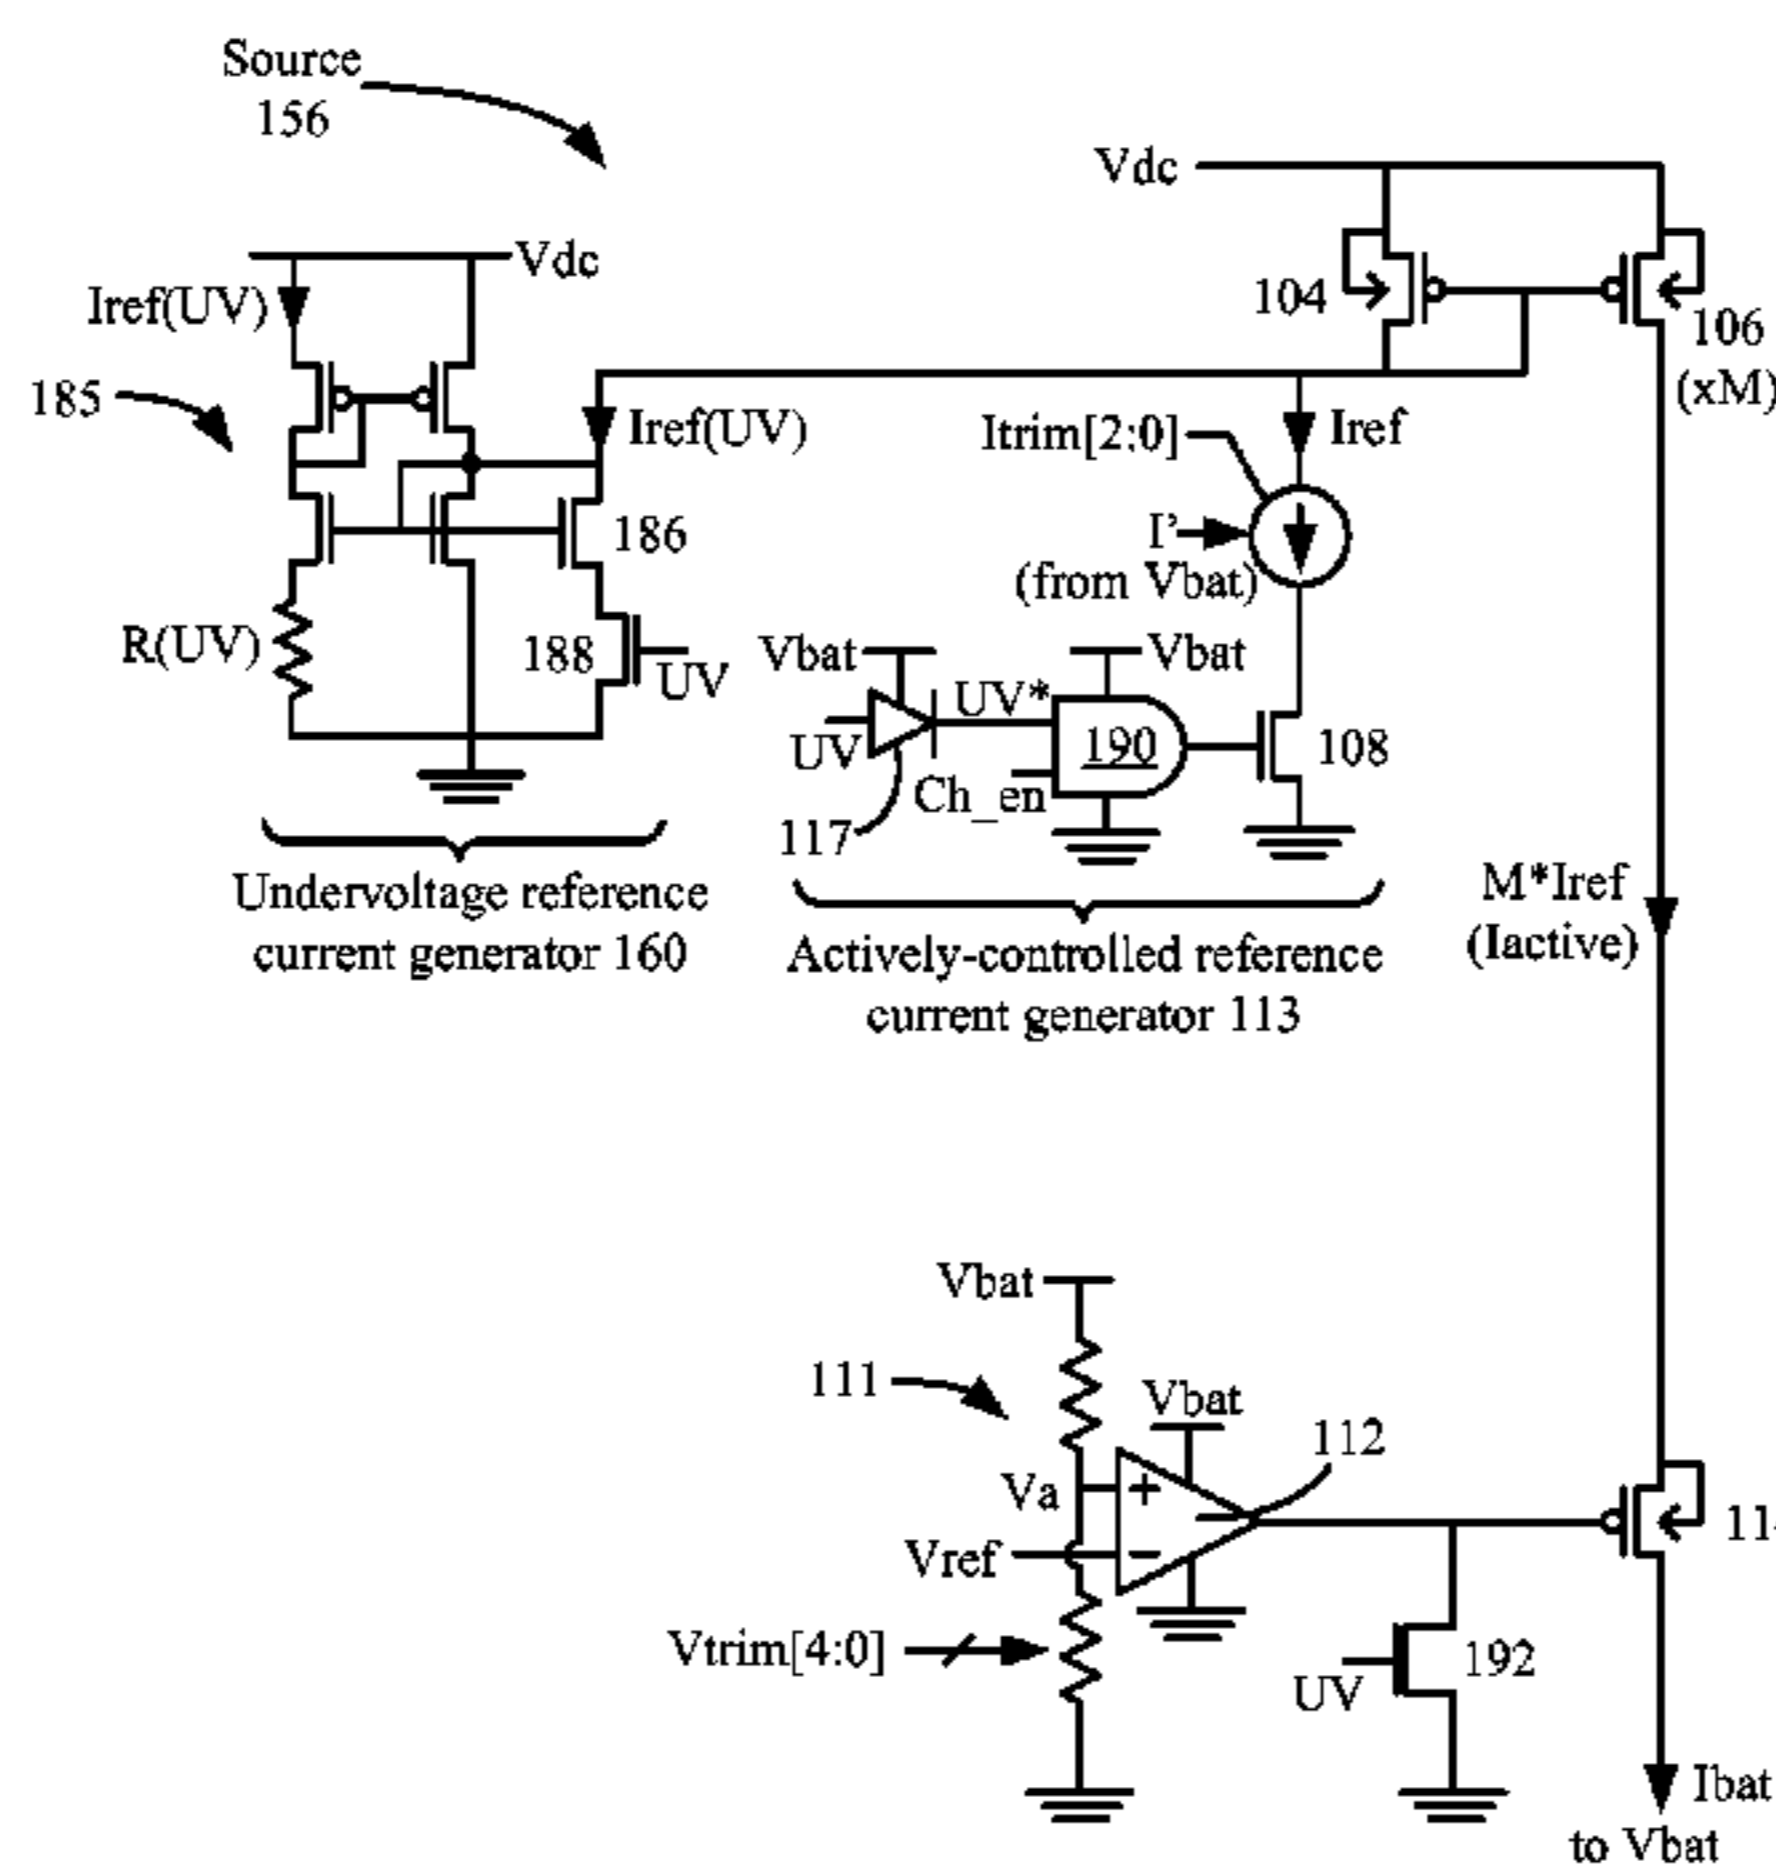 Source
156
Vdc
Vdc
Iref(UV)
104
106
(xM)
185
Iref(UV)
Itrim[2:0]
Iref
186
I'
(from Vbat)
R(UV)
188
UV
Vbat
Vbat
UV*
UV
190
108
Ch_en
117
Undervoltage reference
current generator 160
Actively-controlled reference
current generator 113
M*Iref
(Iactive)
Vbat
111
Vbat
112
Va
+
Vref
−
Vtrim[4:0]
192
UV
Ibat
to Vbat